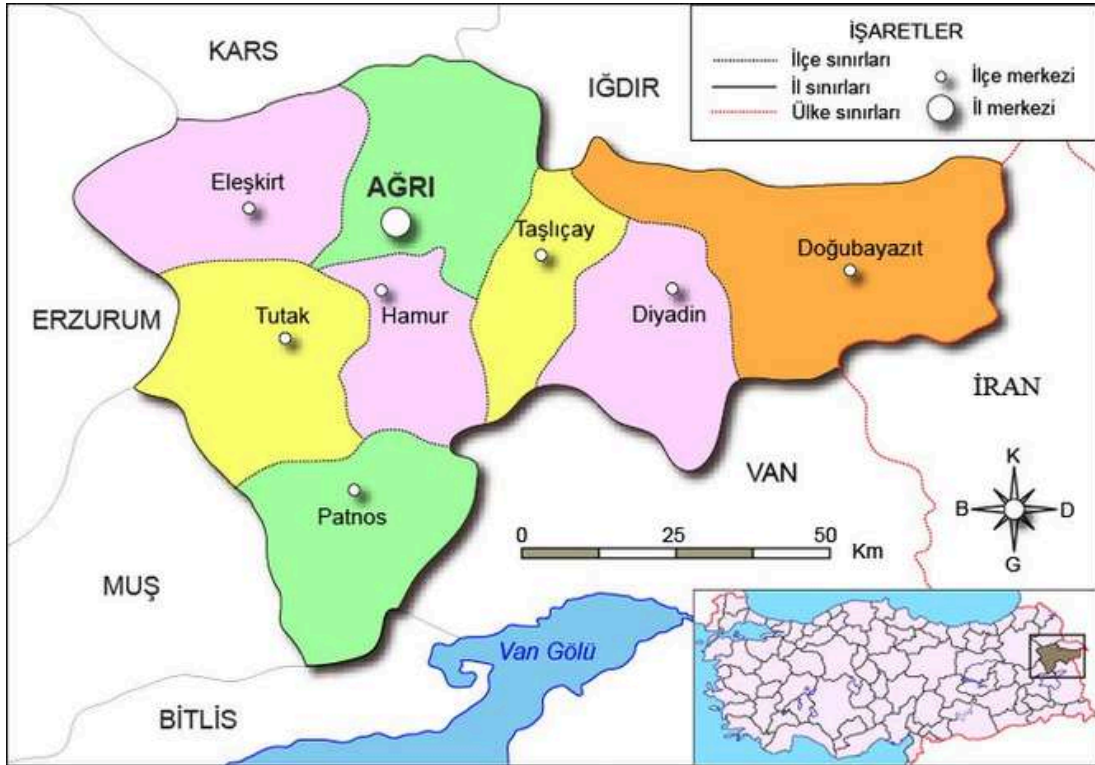 KARS
IĞDIR
İŞARETLER
İlçe sınırları
İl sınırları
Ülke sınırları
İlçe merkezi
İl merkezi
Eleşkirt
AĞRI
Taşlıçay
Doğubayazıt
ERZURUM
Tutak
Hamur
Diyadin
İRAN
VAN
Patnos
0 25 50
Km
K
B
D
G
MUŞ
Van Gölü
BİTLİS